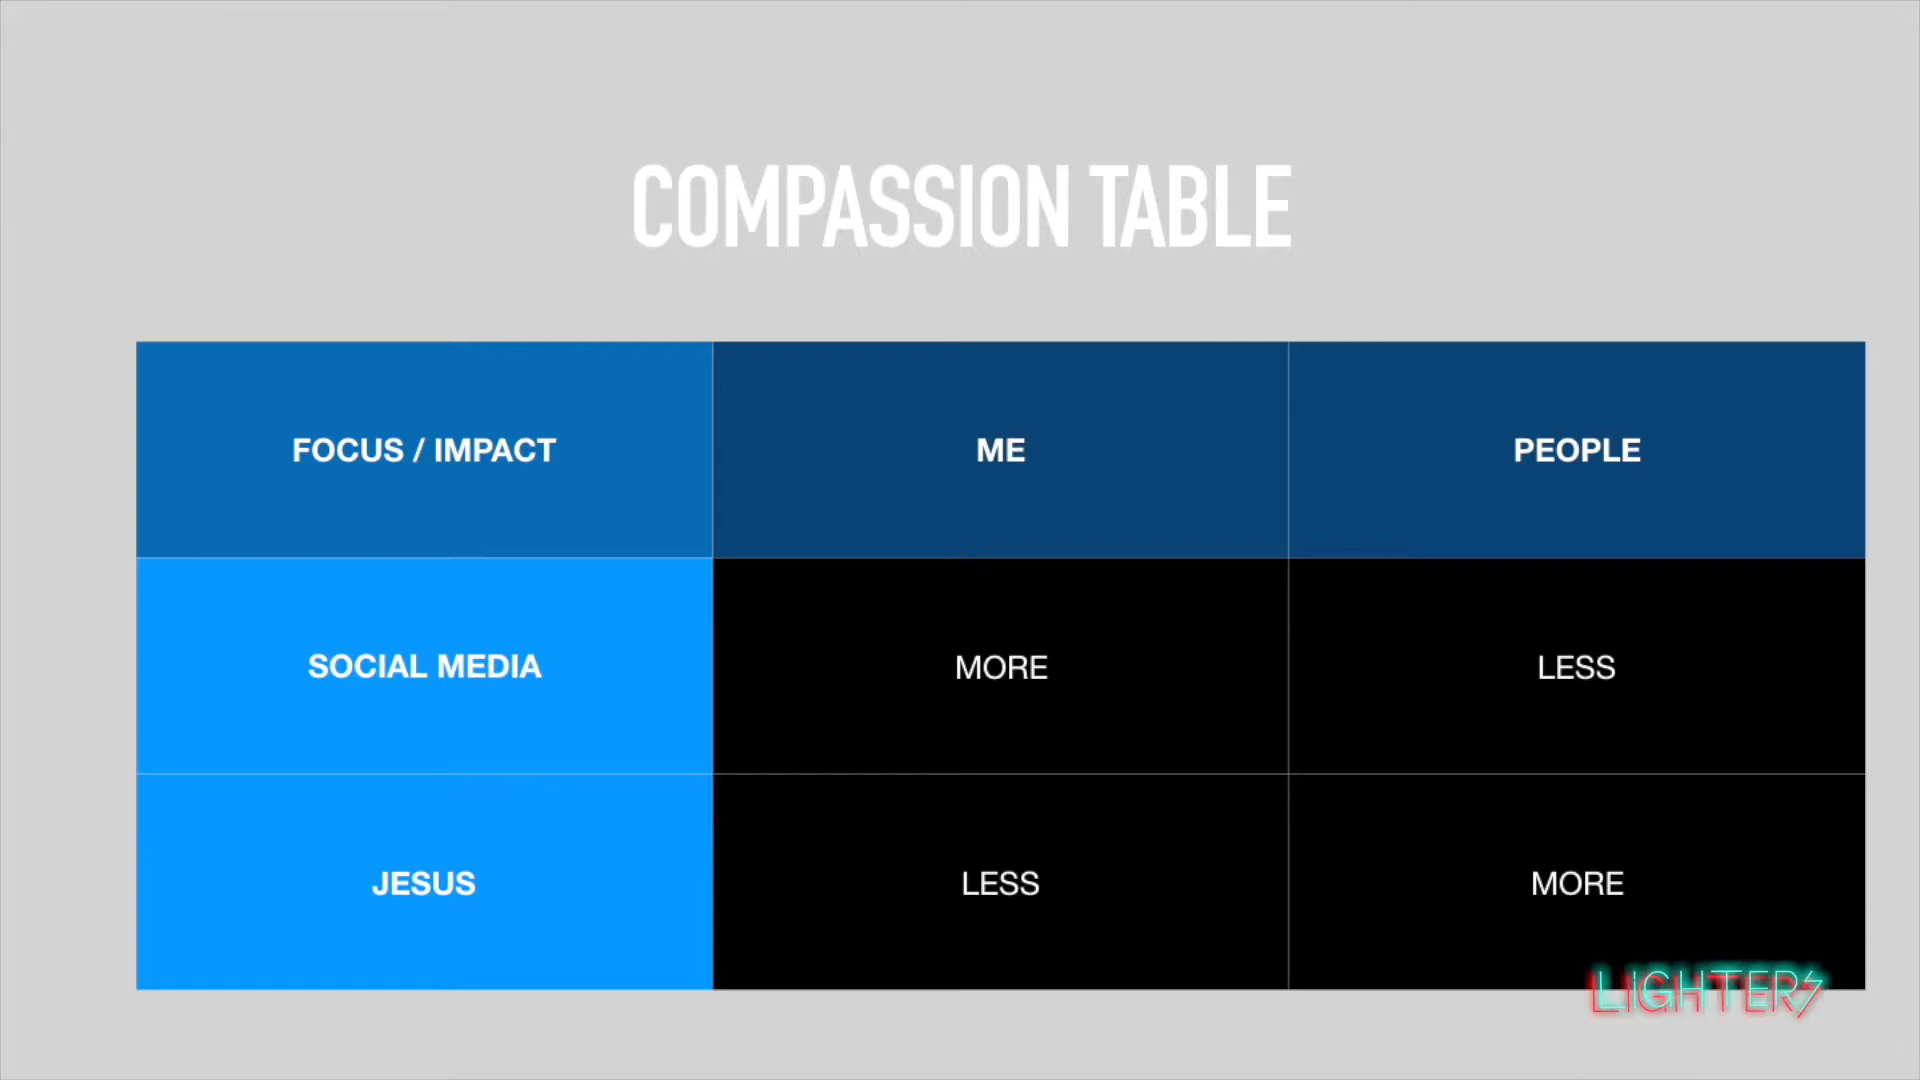 COMPASSION TABLE
FOCUS / IMPACT ME PEOPLE
SOCIAL MEDIA MORE LESS
JESUS LESS MORE
LIGHTERS